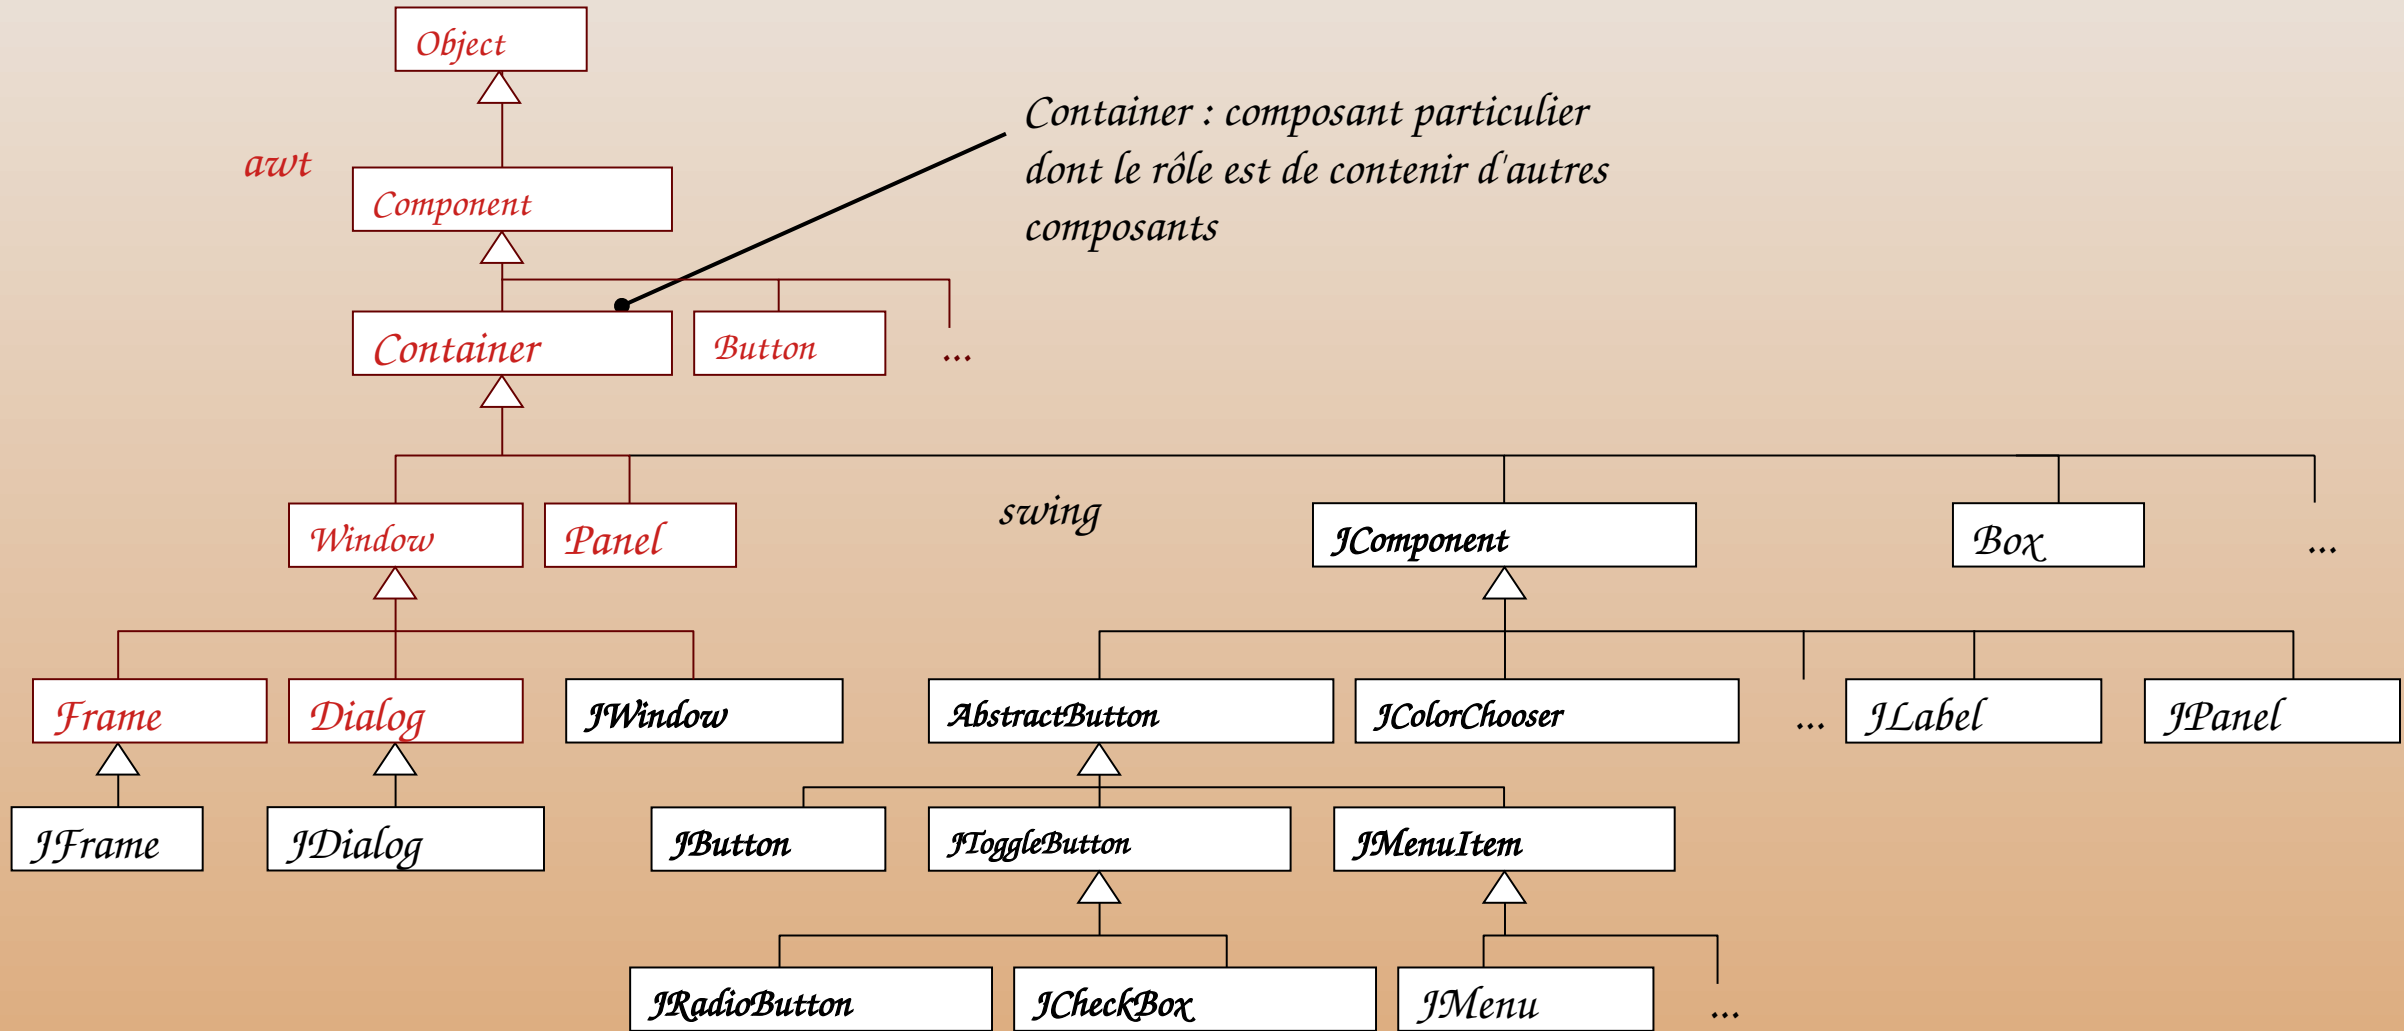 Object
awt
Component
Container : composant particulier
dont le rôle est de contenir d'autres
composants
Container
Button
...
Window
Panel
swing
JComponent
Box
...
Frame
Dialog
JWindow
AbstractButton
JColorChooser
...
JLabel
JPanel
JFrame
JDialog
JButton
JToggleButton
JMenuItem
JRadioButton
JCheckBox
JMenu
...